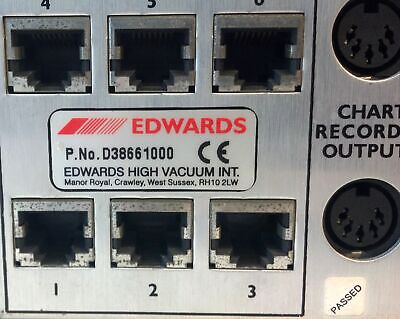 4 5 6
EDWARDS
P.No. D38661000 CE
EDWARDS HIGH VACUUM INT.
Manor Royal, Crawley, West Sussex, RH10 2LW
CHART
RECORD
OUTPUT
1 2 3
PASSED